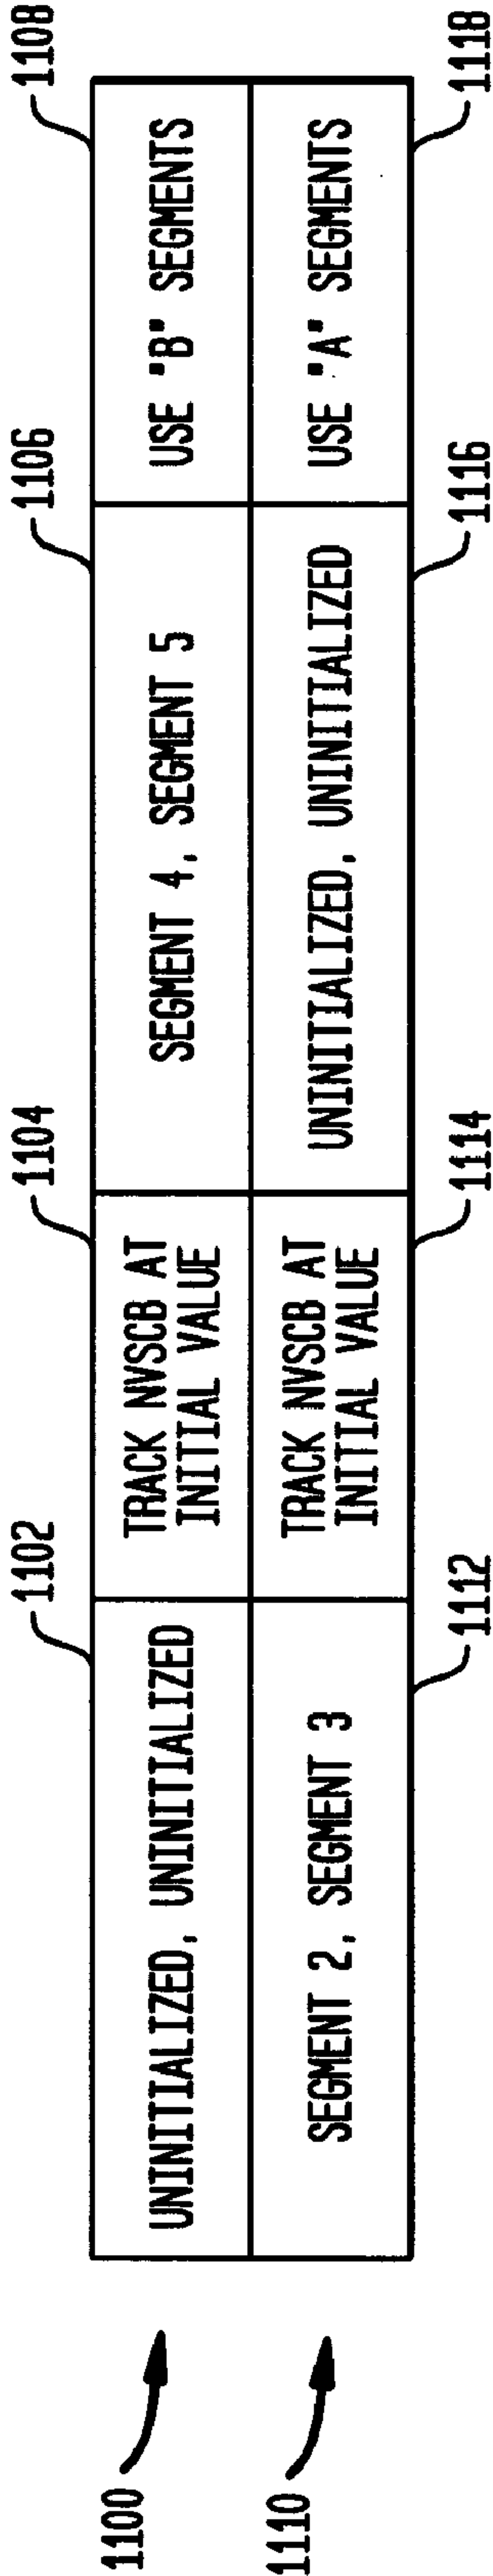 1102 1104 1106 1108
1100
UNINITIALIZED, UNINITIALIZED
TRACK NVSCB AT
INITIAL VALUE
SEGMENT 4, SEGMENT 5
USE "B" SEGMENTS
1110
SEGMENT 2, SEGMENT 3
TRACK NVSCB AT
INITIAL VALUE
UNINITIALIZED, UNINITIALIZED
USE "A" SEGMENTS
1112 1114 1116 1118